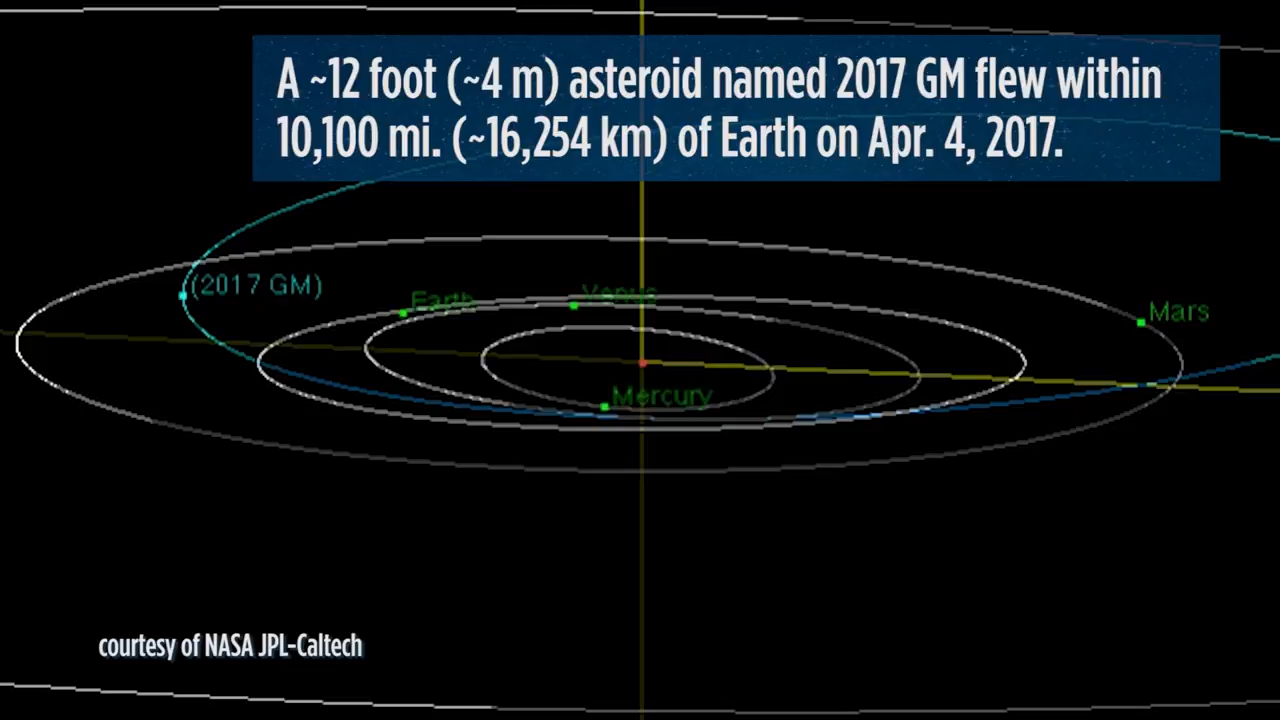 A ~12 foot (~4 m) asteroid named 2017 GM flew within
10,100 mi. (~16,254 km) of Earth on Apr. 4, 2017.
(2017 GM)
Earth
Venus
Mars
Mercury
courtesy of NASA JPL-Caltech